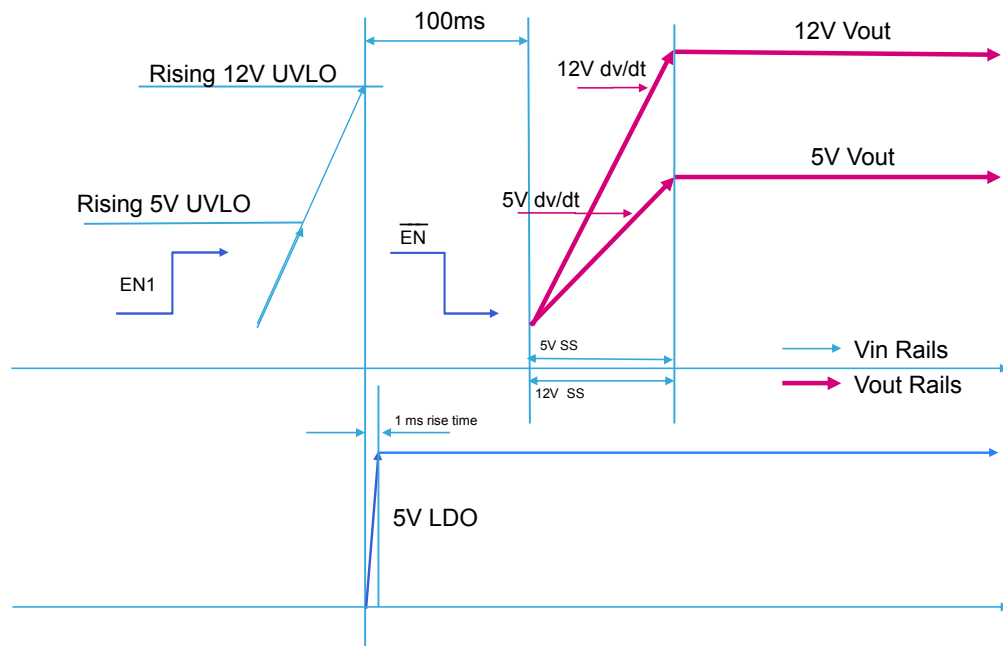 100ms
12V Vout
Rising 12V UVLO
12V dv/dt
5V Vout
Rising 5V UVLO
5V dv/dt
EN
EN1
5V SS
Vin Rails
12V SS
Vout Rails
1 ms rise time
5V LDO